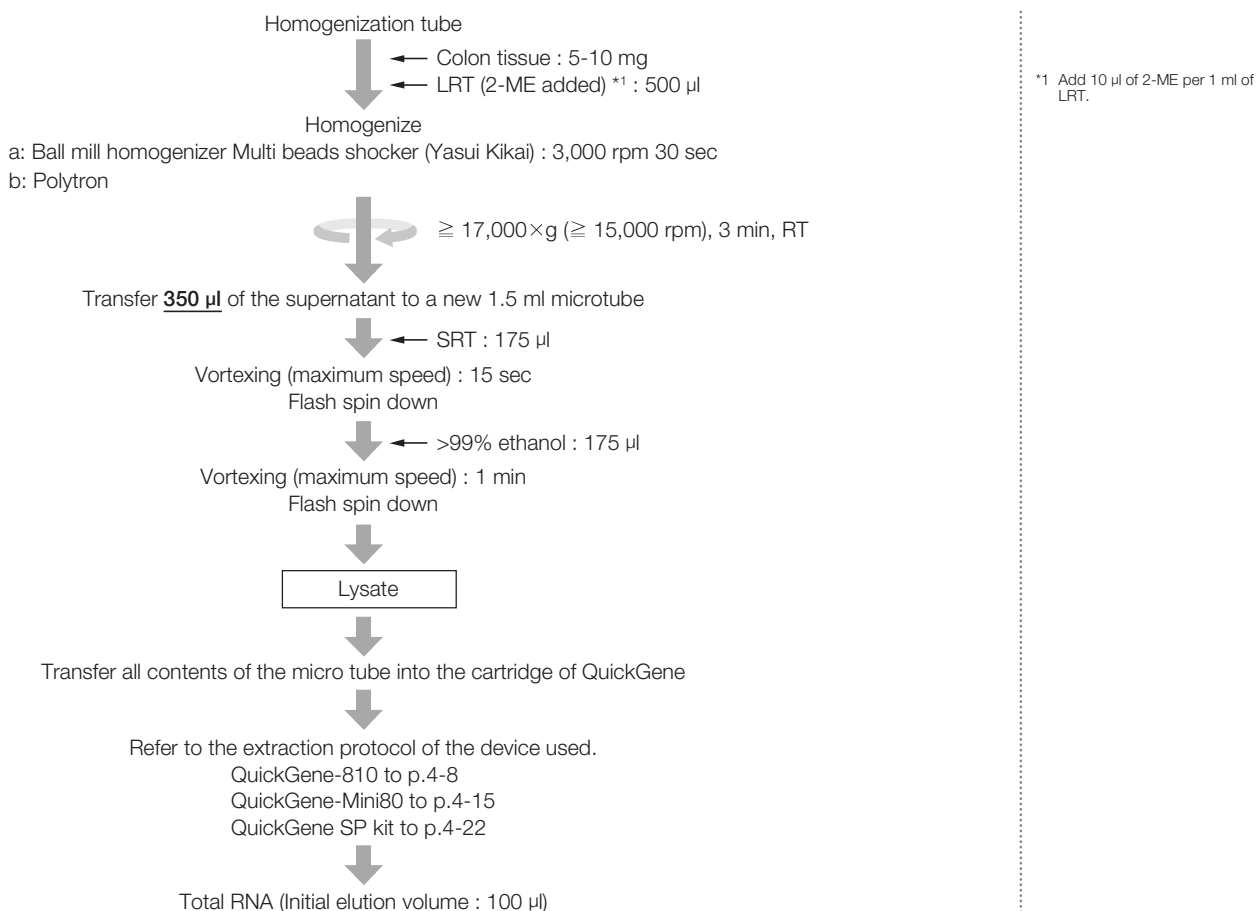 Homogenization tube
Colon tissue : 5-10 mg
LRT (2-ME added) *1 : 500 µl
*1 Add 10 µl of 2-ME per 1 ml of
LRT.
Homogenize
a: Ball mill homogenizer Multi beads shocker (Yasui Kikai) : 3,000 rpm 30 sec
b: Polytron
≧ 17,000×g (≧ 15,000 rpm), 3 min, RT
Transfer 350 µl of the supernatant to a new 1.5 ml microtube
SRT : 175 µl
Vortexing (maximum speed) : 15 sec
Flash spin down
>99% ethanol : 175 µl
Vortexing (maximum speed) : 1 min
Flash spin down
Lysate
Transfer all contents of the micro tube into the cartridge of QuickGene
Refer to the extraction protocol of the device used.
QuickGene-810 to p.4-8
QuickGene-Mini80 to p.4-15
QuickGene SP kit to p.4-22
Total RNA (Initial elution volume : 100 µl)